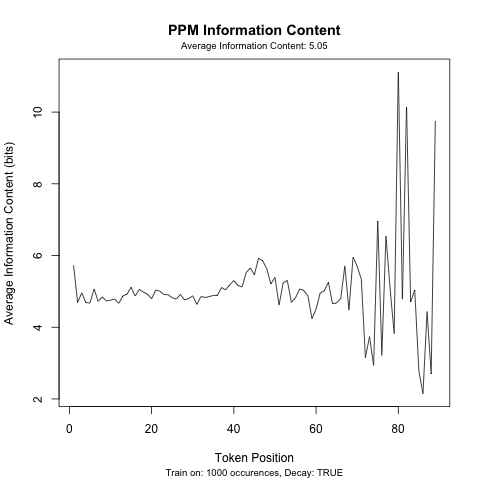 PPM Information Content
Average Information Content: 5.05
Average Information Content (bits)
10
8
6
4
2
0 20 40 60 80
Token Position
Train on: 1000 occurences, Decay: TRUE